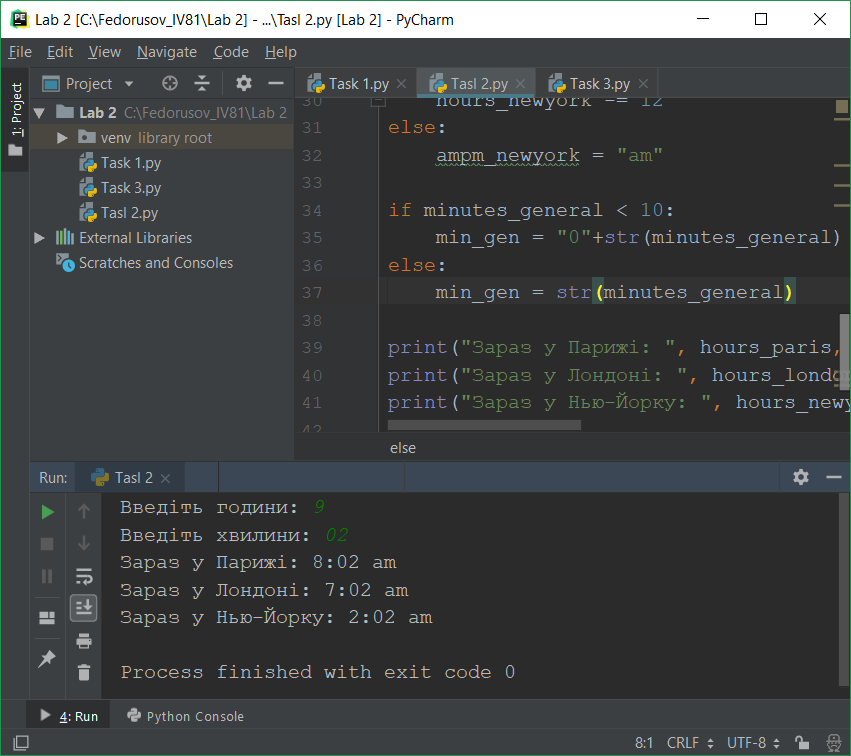 Lab 2 [C:\Fedorusov_IV81\Lab 2] - ...\Tasl 2.py [Lab 2] - PyCharm
File Edit View Navigate Code Help
1: Project
Project
Task 1.py Tasl 2.py Task 3.py
Lab 2 C:\Fedorusov_IV81\Lab 2
venv library root
Task 1.py
Task 3.py
Tasl 2.py
External Libraries
Scratches and Consoles
30 hours_newyork -= 12
31 else:
32 ampm_newyork = "am"
33
34 if minutes_general < 10:
35 min_gen = "0"+str(minutes_general)
36 else:
37 min_gen = str(minutes_general)
38
39 print("Зараз у Парижі: ", hours_paris,
40 print("Зараз у Лондоні: ", hours_londo
41 print("Зараз у Нью-Йорку: ", hours_newy
42
else
Run: Tasl 2
Введіть години: 9
Введіть хвилини: 02
Зараз у Парижі: 8:02 am
Зараз у Лондоні: 7:02 am
Зараз у Нью-Йорку: 2:02 am
Process finished with exit code 0
4: Run Python Console
8:1 CRLF UTF-8